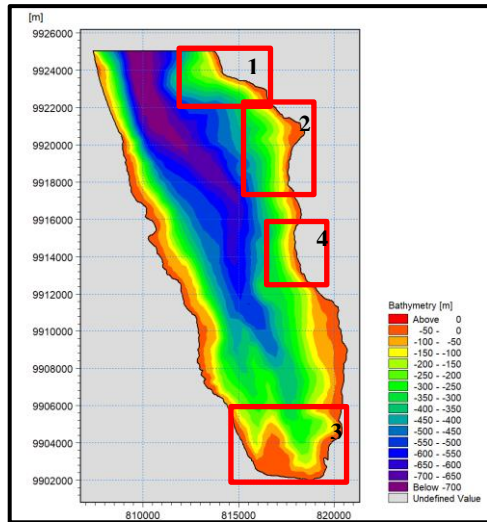 [m]
9926000
9924000
9922000
9920000
9918000
9916000
9914000
9912000
9910000
9908000
9906000
9904000
9902000
810000 815000 820000
1
2
4
3
Bathymetry [m]
Above 0
-50 - 0
-100 - -50
-150 - -100
-200 - -150
-250 - -200
-300 - -250
-350 - -300
-400 - -350
-450 - -400
-500 - -450
-550 - -500
-600 - -550
-650 - -600
-700 - -650
Below -700
Undefined Value